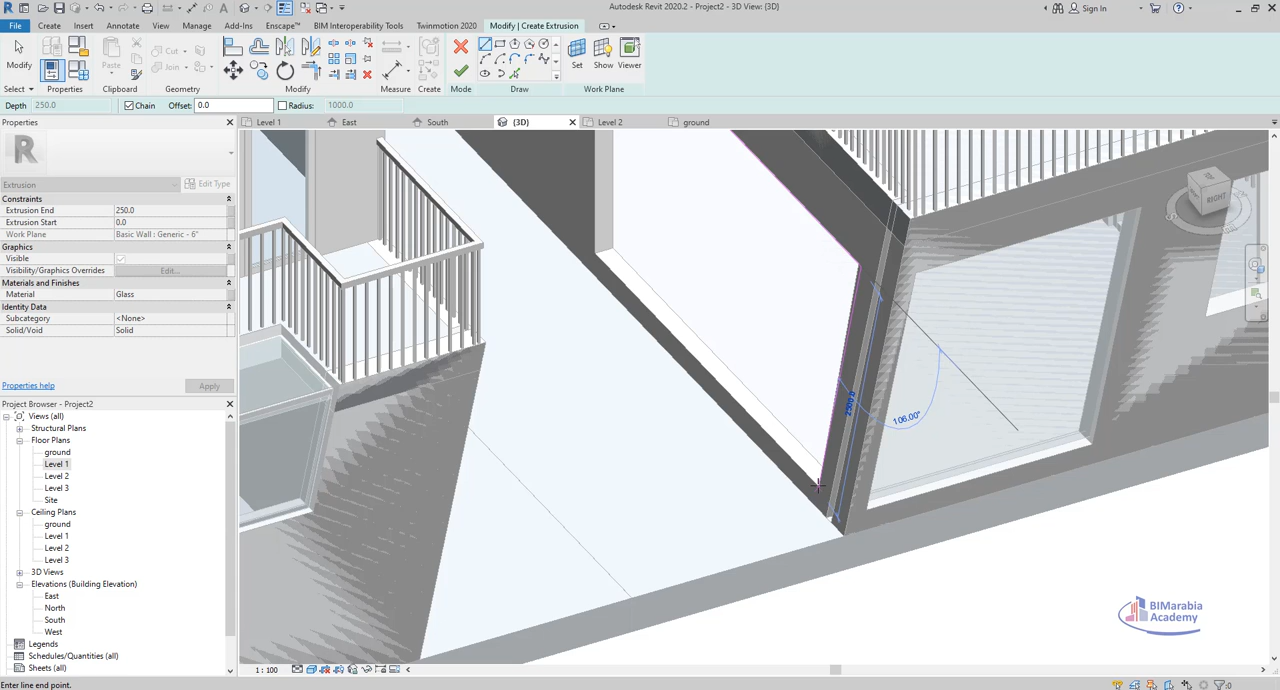 Autodesk Revit 2020.2 - Project2 - 3D View: {3D}
Sign In
File Create Insert Annotate View Manage Add-Ins Enscape™ BIM Interoperability Tools Twinmotion 2020 Modify | Create Extrusion
Modify
Paste
Cut
Join
Create
Set Show Viewer
Select Properties Clipboard Geometry Modify Measure Create Mode Draw Work Plane
Depth 250.0 Chain Offset: 0.0 Radius: 1000.0
Properties
Level 1 East South {3D} Level 2 ground
R
Extrusion Edit Type
Constraints
Extrusion End 250.0
Extrusion Start 0.0
Work Plane Basic Wall : Generic - 6"
Graphics
Visible
Visibility/Graphics Overrides Edit...
Materials and Finishes
Material Glass
Identity Data
Subcategory <None>
Solid/Void Solid
Properties help Apply
Project Browser - Project2
Views (all)
Structural Plans
Floor Plans
ground
Level 1
Level 2
Level 3
Site
Ceiling Plans
ground
Level 1
Level 2
Level 3
3D Views
Elevations (Building Elevation)
East
North
South
West
Legends
Schedules/Quantities (all)
Sheets (all)
TOP
RIGHT
2500.0
106.00°
BIMarabia
Academy
1 : 100
Enter line end point.
:0